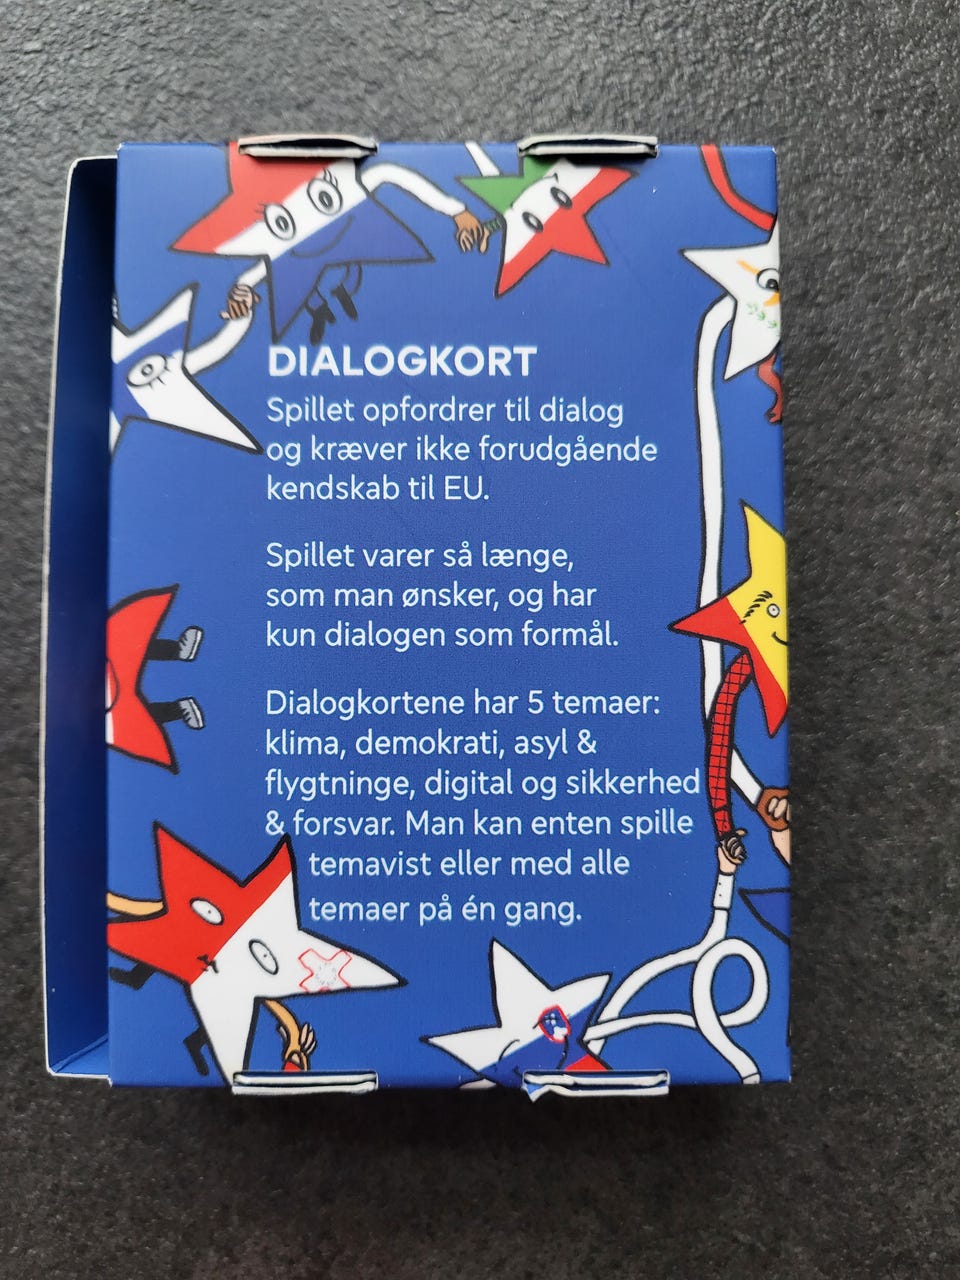 DIALOGKORT
Spillet opfordrer til dialog
og kræver ikke forudgående
kendskab til EU.
Spillet varer så længe,
som man ønsker, og har
kun dialogen som formål.
Dialogkortene har 5 temaer:
klima, demokrati, asyl &
flygtninge, digital og sikkerhed
& forsvar. Man kan enten spille
temavist eller med alle
temaer på én gang.